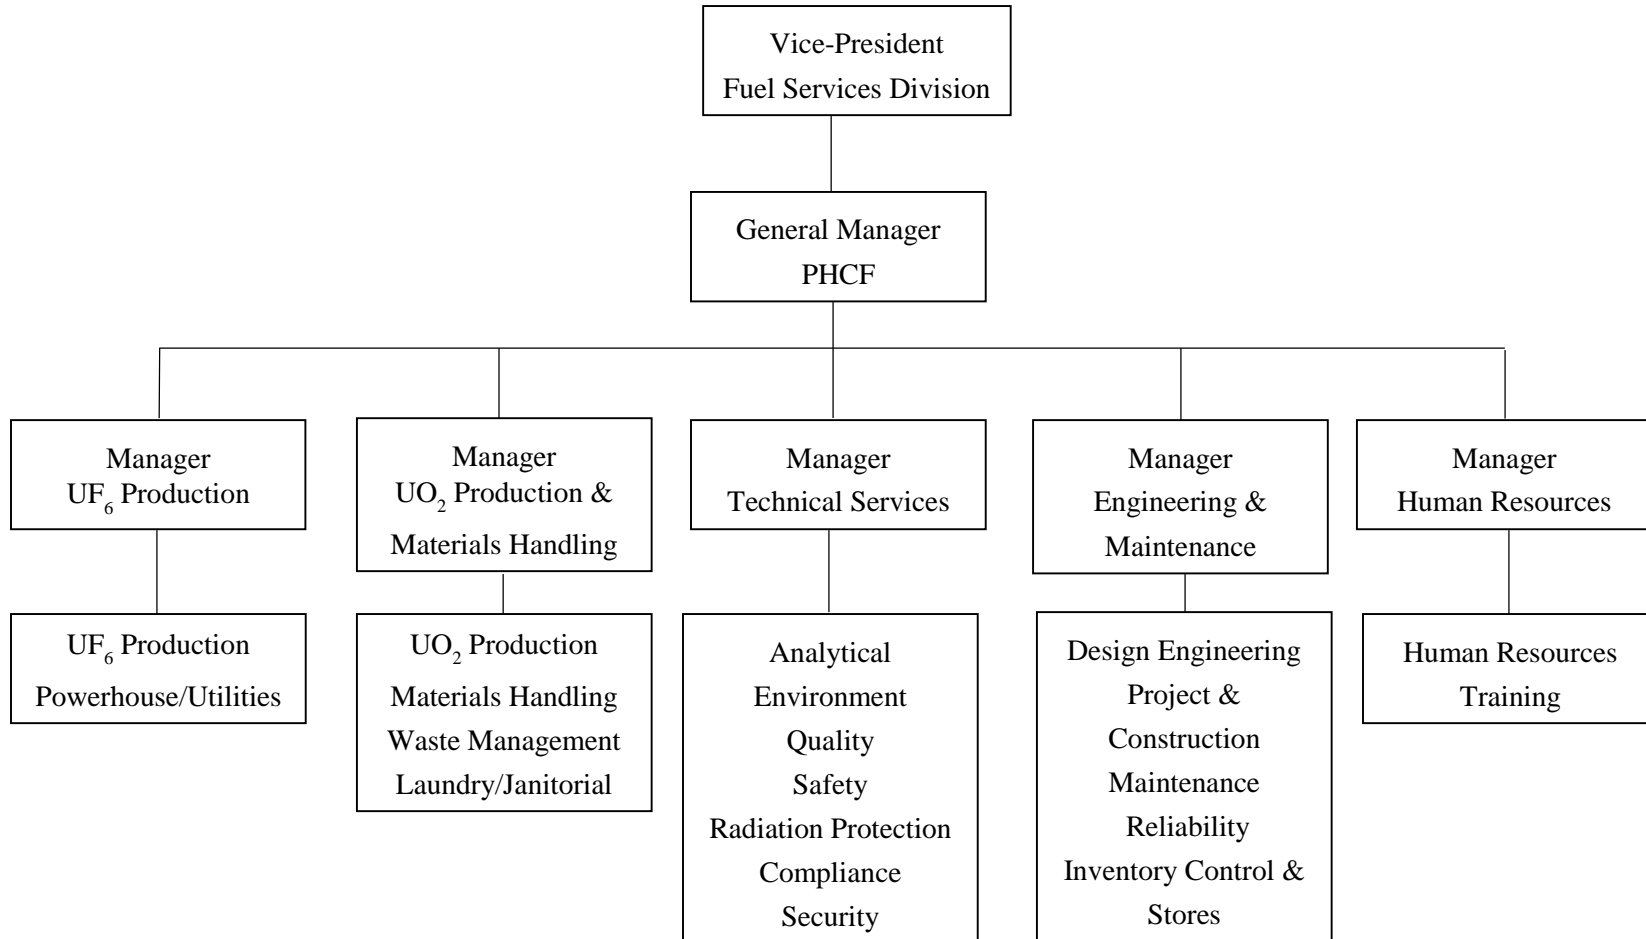 Vice-President
Fuel Services Division
General Manager
PHCF
Manager
UF6 Production
Manager
UO2 Production &
Materials Handling
Manager
Technical Services
Manager
Engineering &
Maintenance
Manager
Human Resources
UF6 Production
Powerhouse/Utilities
UO2 Production
Materials Handling
Waste Management
Laundry/Janitorial
Analytical
Environment
Quality
Safety
Radiation Protection
Compliance
Security
Design Engineering
Project &
Construction
Maintenance
Reliability
Inventory Control &
Stores
Human Resources
Training